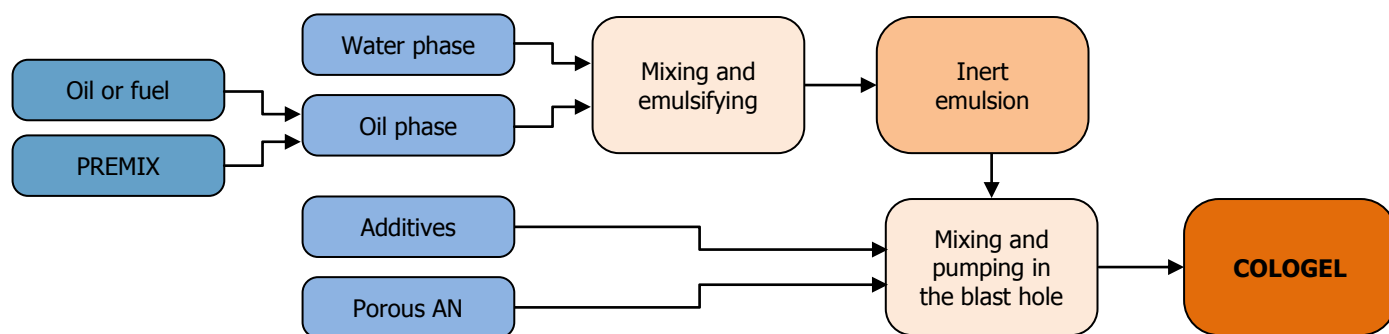 Water phase
Oil or fuel
Oil phase
PREMIX
Mixing and
emulsifying
Inert
emulsion
Additives
Porous AN
Mixing and
pumping in
the blast hole
COLOGEL